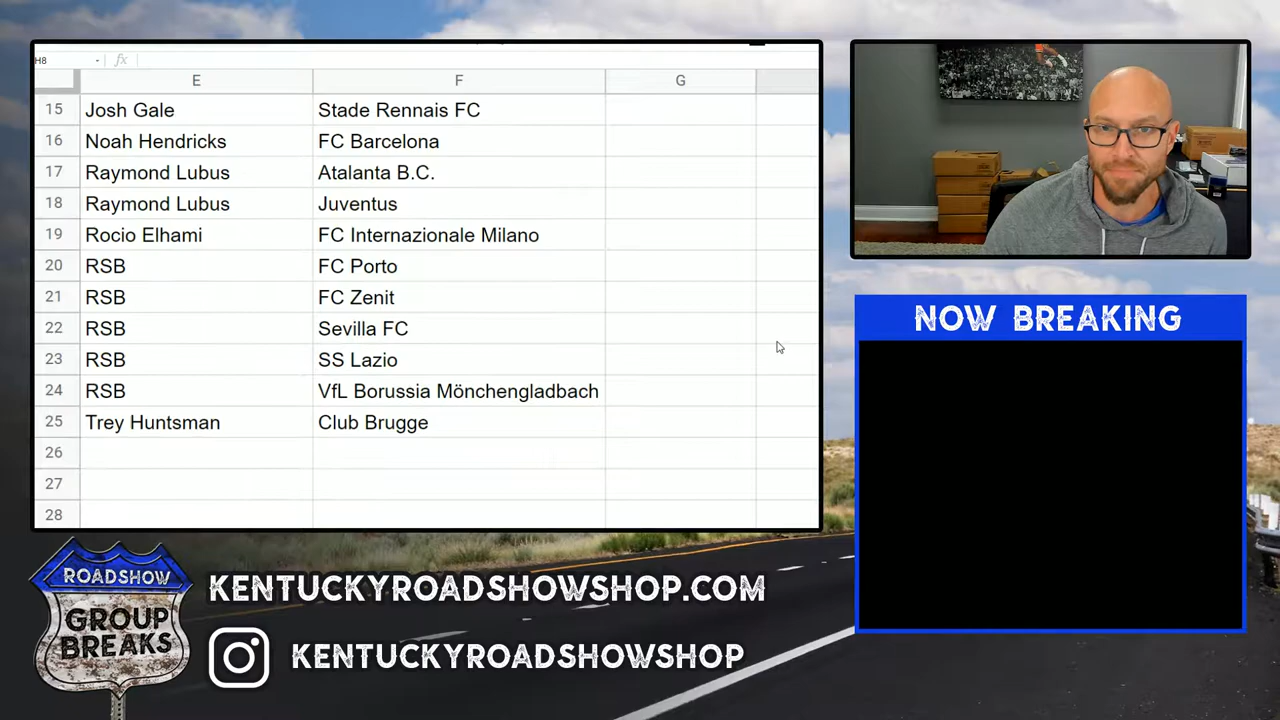 H8 fx
E F G
15 Josh Gale Stade Rennais FC
16 Noah Hendricks FC Barcelona
17 Raymond Lubus Atalanta B.C.
18 Raymond Lubus Juventus
19 Rocio Elhami FC Internazionale Milano
20 RSB FC Porto
21 RSB FC Zenit
22 RSB Sevilla FC
23 RSB SS Lazio
24 RSB VfL Borussia Mönchengladbach
25 Trey Huntsman Club Brugge
26
27
28
NOW BREAKING
ROADSHOW
GROUP
BREAKS
KENTUCKYROADSHOWSHOP.COM
KENTUCKYROADSHOWSHOP